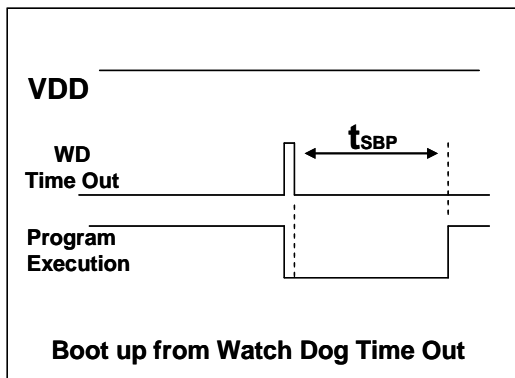 VDD
tSBP
WD
Time Out
Program
Execution
Boot up from Watch Dog Time Out